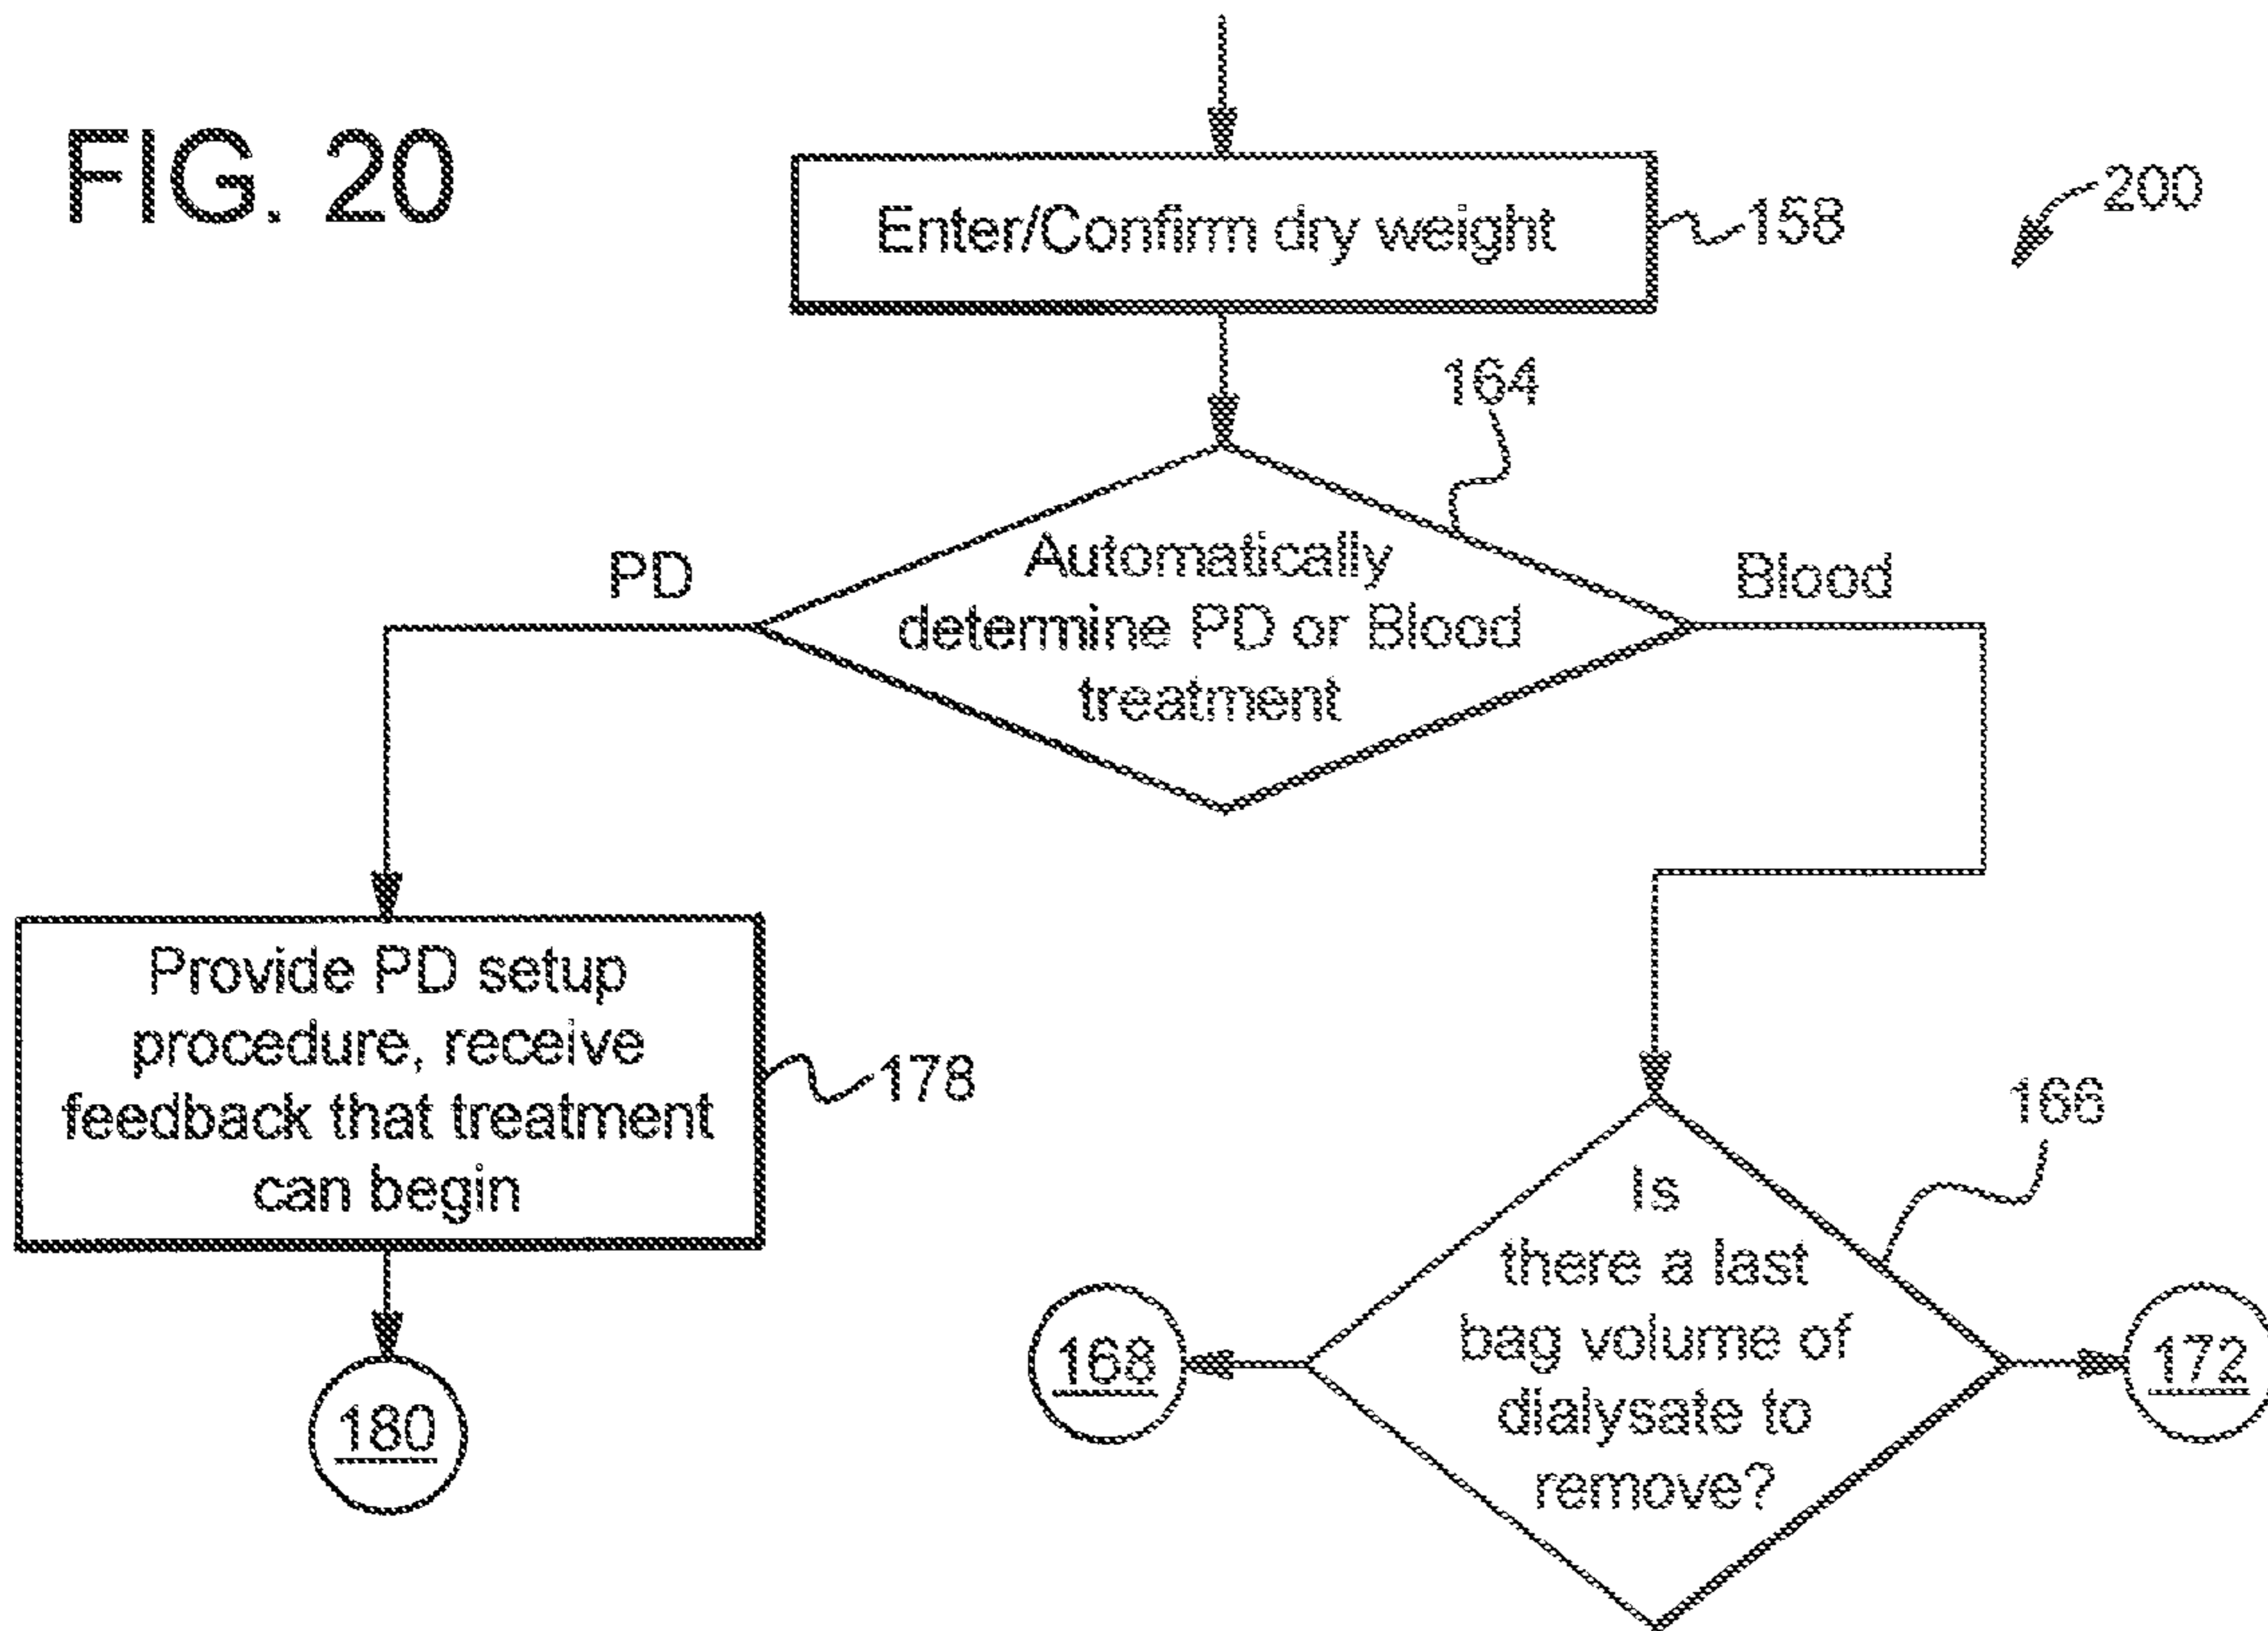 FIG. 20
Enter/Confirm dry weight
158
200
164
Automatically
determine PD or Blood
treatment
PD
Blood
Provide PD setup
procedure, receive
feedback that treatment
can begin
178
180
166
Is
there a last
bag volume of
dialysate to
remove?
168
172